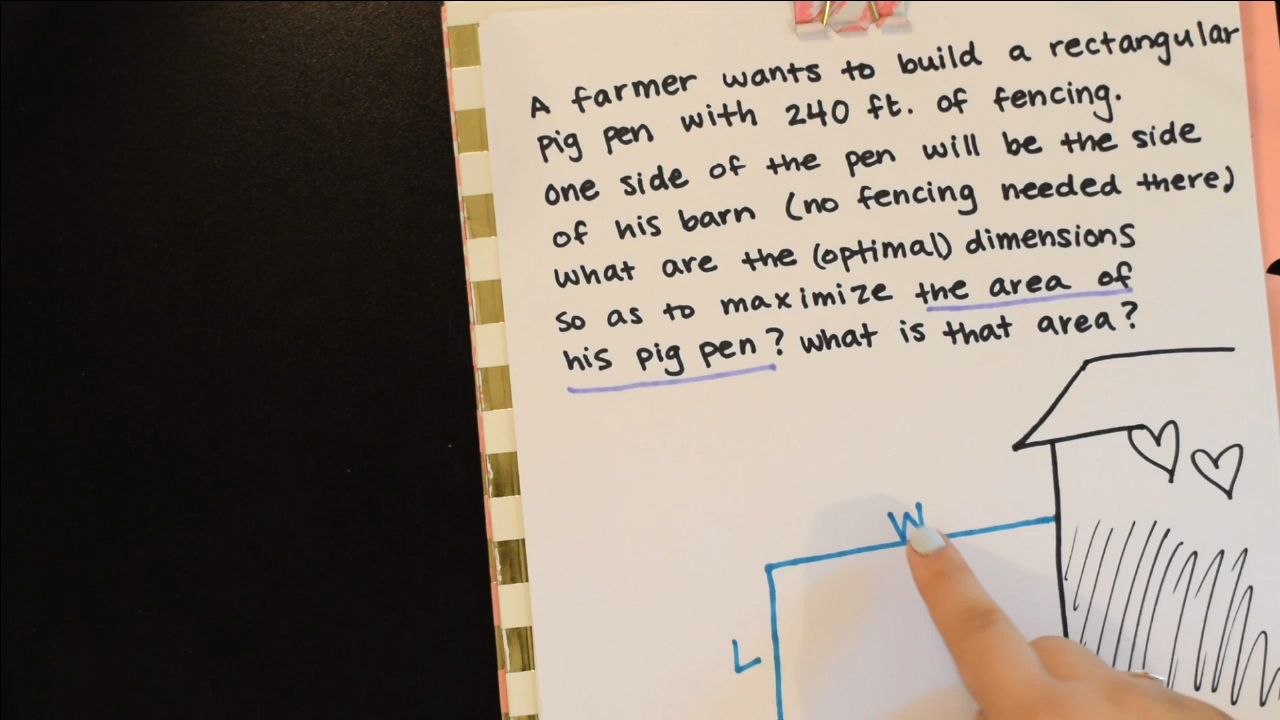 A farmer wants to build a rectangular
pig pen with 240 ft. of fencing.
one side of the pen will be the side
of his barn (no fencing needed there)
what are the (optimal) dimensions
so as to maximize the area of
his pig pen? what is that area?
W
L